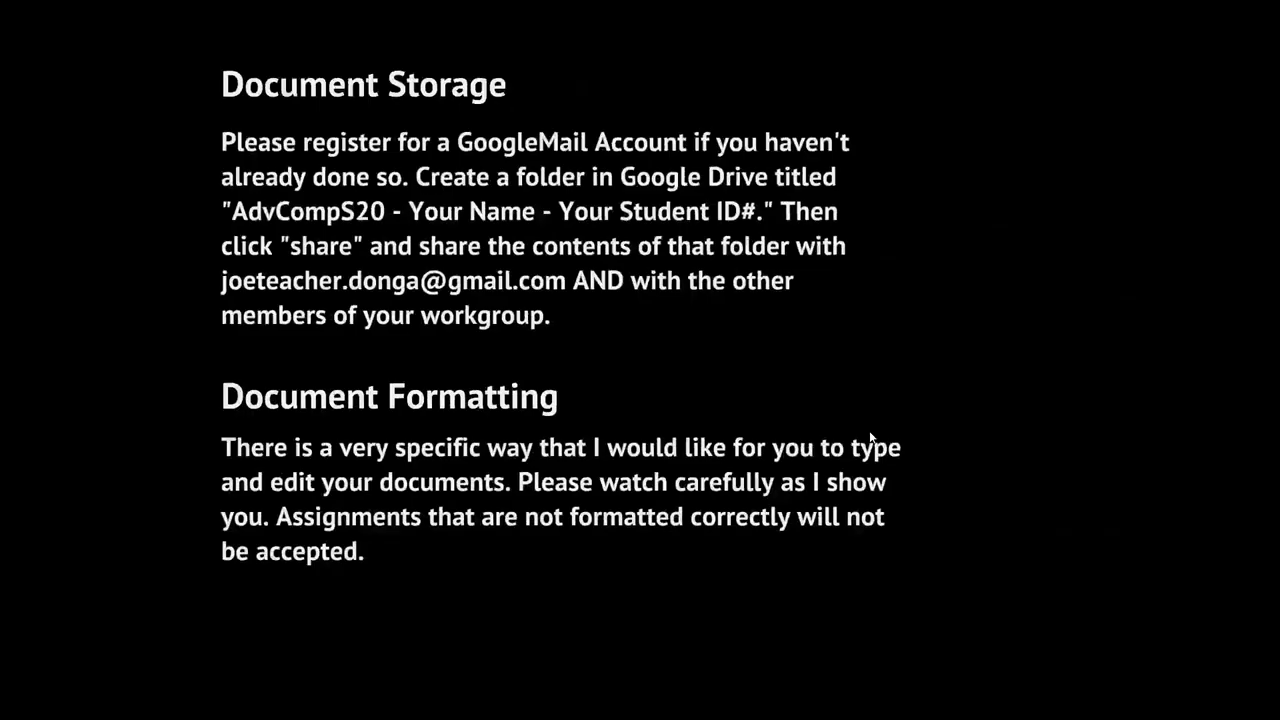 Document Storage
Please register for a GoogleMail Account if you haven't
already done so. Create a folder in Google Drive titled
"AdvCompS20 - Your Name - Your Student ID#." Then
click "share" and share the contents of that folder with
joeteacher.donga@gmail.com AND with the other
members of your workgroup.
Document Formatting
There is a very specific way that I would like for you to type
and edit your documents. Please watch carefully as I show
you. Assignments that are not formatted correctly will not
be accepted.